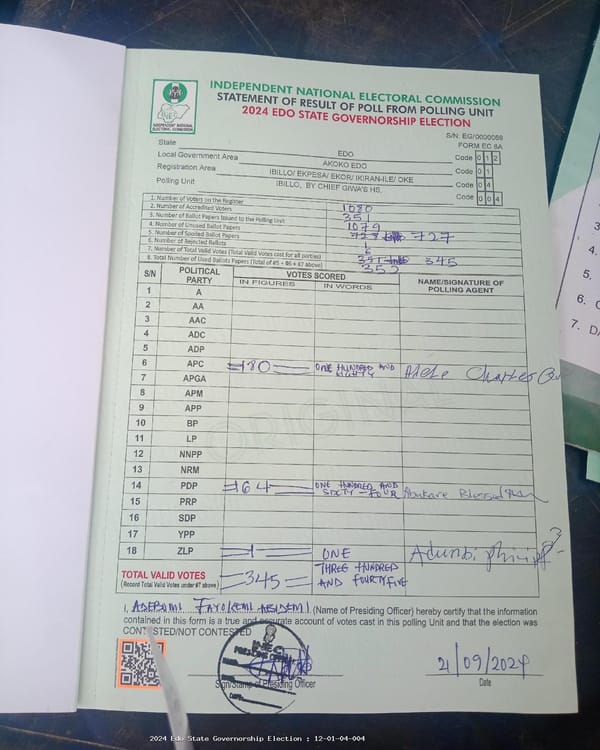 INDEPENDENT NATIONAL ELECTORAL COMMISSION
STATEMENT OF RESULT OF POLL FROM POLLING UNIT
2024 EDO STATE GOVERNORSHIP ELECTION
INEC
INDEPENDENT NATIONAL ELECTORAL COMMISSION
S/N: EG/0000059
FORM EC 8A
State EDO Code 0 1 2
Local Government Area AKOKO EDO Code 0 1
Registration Area IBILLO/ EKPESA/ EKOR/ IKIRAN-ILE/ OKE Code 0 4
Polling Unit IBILLO, BY CHIEF GIWA'S HS. Code 0 0 4
1. Number of Voters on the Register 1080
2. Number of Accredited Voters 351
3. Number of Ballot Papers Issued to the Polling Unit 1079
4. Number of Unused Ballot Papers 727
5. Number of Spoiled Ballot Papers 1
6. Number of Rejected Ballots
7. Number of Total Valid Votes (Total Valid Votes cast for all parties) 345
8. Total Number of Used Ballots Papers (Total of #5 + #6 + #7 above) 352
S/N POLITICAL PARTY VOTES SCORED NAME/SIGNATURE OF POLLING AGENT
IN FIGURES IN WORDS
1 A
2 AA
3 AAC
4 ADC
5 ADP
6 APC 180 ONE HUNDRED AND EIGHTY Charles
7 APGA
8 APM
9 APP
10 BP
11 LP
12 NNPP
13 NRM
14 PDP 164 ONE HUNDRED AND SIXTY-FOUR Blessed
15 PRP
16 SDP
17 YPP
18 ZLP 1 ONE Adunbi
TOTAL VALID VOTES 345 THREE HUNDRED AND FOURTYFIVE
(Record Total Valid Votes under #7 above)
ORIGINAL
I, (Name of Presiding Officer) hereby certify that the information
contained in this form is a true and accurate account of votes cast in this polling Unit and that the election was
CONTESTED/NOT CONTESTED
INEC
PRESIDING OFFICER
Sign/Stamp of Presiding Officer
21/09/2024
Date
3.
4.
5.
6.
7. D
2024 Edo State Governorship Election : 12-01-04-004